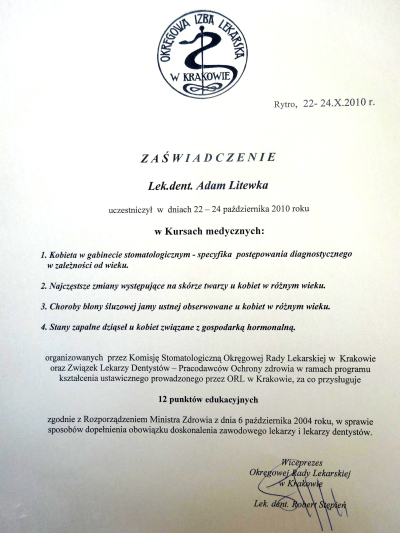 OKRĘGOWA IZBA LEKARSKA
W KRAKOWIE
Rytro, 22- 24.X.2010 r.
ZAŚWIADCZENIE
Lek.dent. Adam Litewka
uczestniczył w dniach 22 – 24 października 2010 roku
w Kursach medycznych:
1. Kobieta w gabinecie stomatologicznym - specyfika postępowania diagnostycznego
w zależności od wieku.
2. Najczęstsze zmiany występujące na skórze twarzy u kobiet w różnym wieku.
3. Choroby błony śluzowej jamy ustnej obserwowane u kobiet w różnym wieku.
4. Stany zapalne dziąseł u kobiet związane z gospodarką hormonalną.
organizowanych przez Komisję Stomatologiczną Okręgowej Rady Lekarskiej w Krakowie
oraz Związek Lekarzy Dentystów – Pracodawców Ochrony zdrowia w ramach programu
kształcenia ustawicznego prowadzonego przez ORL w Krakowie, za co przysługuje
12 punktów edukacyjnych
zgodnie z Rozporządzeniem Ministra Zdrowia z dnia 6 października 2004 roku, w sprawie
sposobów dopełnienia obowiązku doskonalenia zawodowego lekarzy i lekarzy dentystów.
Wiceprezes
Okręgowej Rady Lekarskiej
w Krakowie
Lek. dent. Robert Stępień